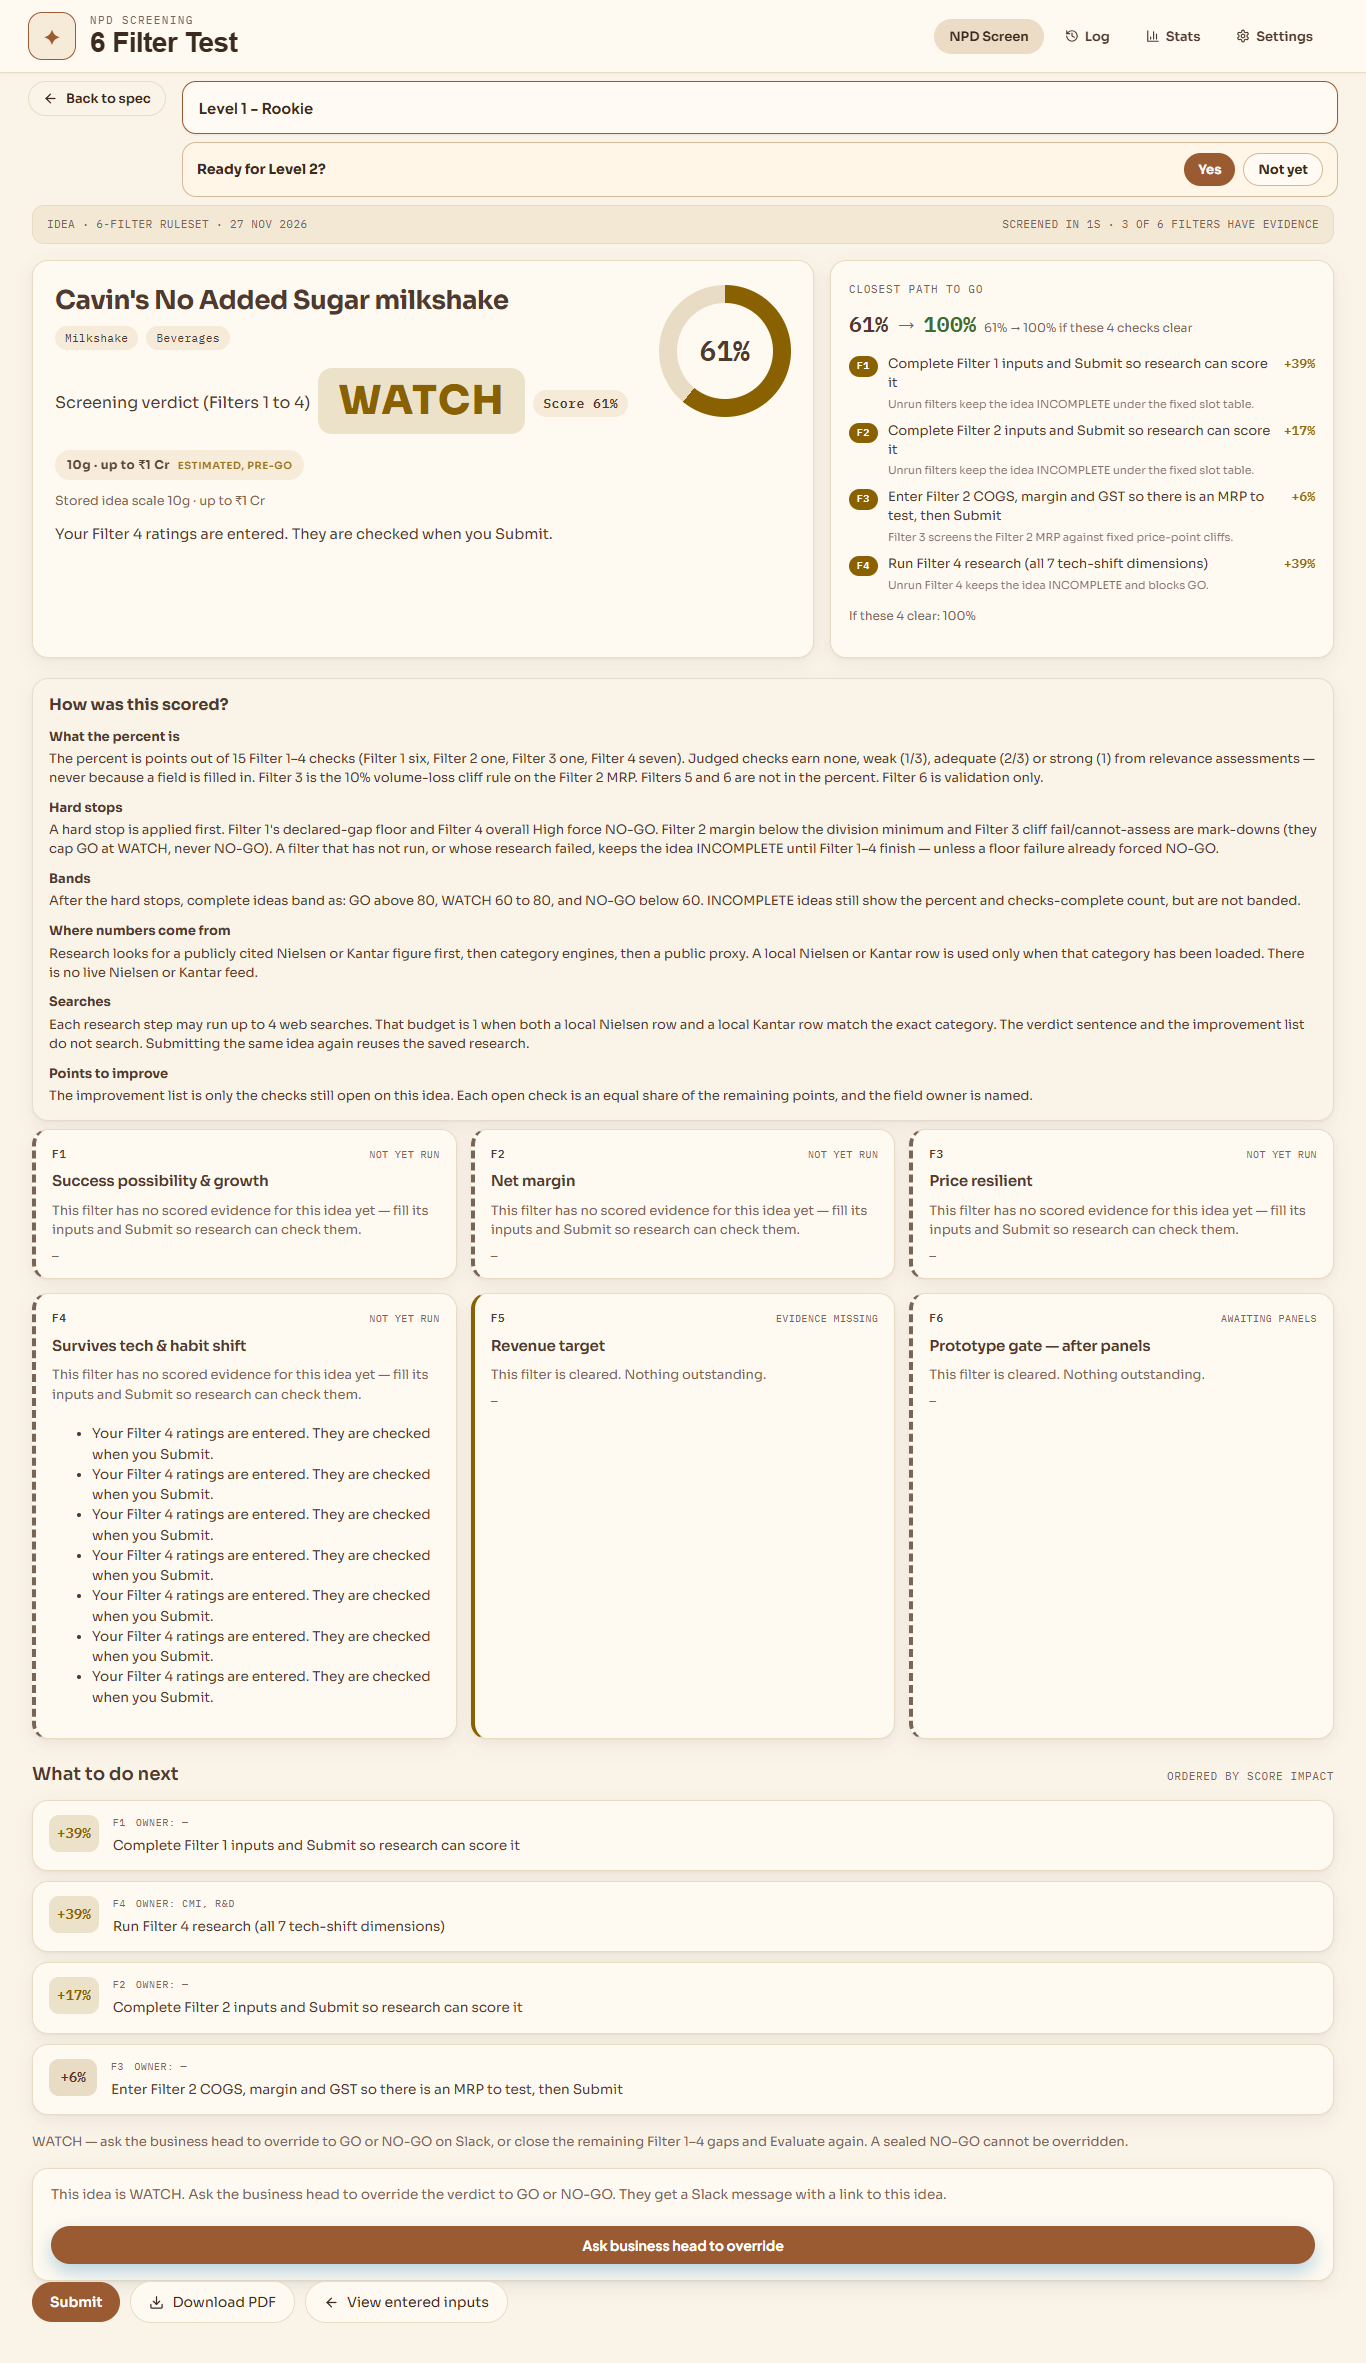 NPD SCREENING
6 Filter Test
NPD Screen
Log
Stats
Settings
Back to spec
Level 1 - Rookie
Ready for Level 2?
Yes
Not yet
IDEA · 6-FILTER RULESET · 27 NOV 2026
SCREENED IN 1S · 3 OF 6 FILTERS HAVE EVIDENCE
Cavin's No Added Sugar milkshake
Milkshake
Beverages
Screening verdict (Filters 1 to 4)
WATCH
Score 61%
61%
10g · up to ₹1 Cr ESTIMATED, PRE-GO
Stored idea scale 10g · up to ₹1 Cr
Your Filter 4 ratings are entered. They are checked when you Submit.
CLOSEST PATH TO GO
61% → 100% 61% → 100% if these 4 checks clear
F1
Complete Filter 1 inputs and Submit so research can score
it
+39%
Unrun filters keep the idea INCOMPLETE under the fixed slot table.
F2
Complete Filter 2 inputs and Submit so research can score
it
+17%
Unrun filters keep the idea INCOMPLETE under the fixed slot table.
F3
Enter Filter 2 COGS, margin and GST so there is an MRP to
test, then Submit
+6%
Filter 3 screens the Filter 2 MRP against fixed price-point cliffs.
F4
Run Filter 4 research (all 7 tech-shift dimensions)
+39%
Unrun Filter 4 keeps the idea INCOMPLETE and blocks GO.
If these 4 clear: 100%
How was this scored?
What the percent is
The percent is points out of 15 Filter 1–4 checks (Filter 1 six, Filter 2 one, Filter 3 one, Filter 4 seven). Judged checks earn none, weak (1/3), adequate (2/3) or strong (1) from relevance assessments —
never because a field is filled in. Filter 3 is the 10% volume-loss cliff rule on the Filter 2 MRP. Filters 5 and 6 are not in the percent. Filter 6 is validation only.
Hard stops
A hard stop is applied first. Filter 1's declared-gap floor and Filter 4 overall High force NO-GO. Filter 2 margin below the division minimum and Filter 3 cliff fail/cannot-assess are mark-downs (they
cap GO at WATCH, never NO-GO). A filter that has not run, or whose research failed, keeps the idea INCOMPLETE until Filter 1–4 finish — unless a floor failure already forced NO-GO.
Bands
After the hard stops, complete ideas band as: GO above 80, WATCH 60 to 80, and NO-GO below 60. INCOMPLETE ideas still show the percent and checks-complete count, but are not banded.
Where numbers come from
Research looks for a publicly cited Nielsen or Kantar figure first, then category engines, then a public proxy. A local Nielsen or Kantar row is used only when that category has been loaded. There
is no live Nielsen or Kantar feed.
Searches
Each research step may run up to 4 web searches. That budget is 1 when both a local Nielsen row and a local Kantar row match the exact category. The verdict sentence and the improvement list
do not search. Submitting the same idea again reuses the saved research.
Points to improve
The improvement list is only the checks still open on this idea. Each open check is an equal share of the remaining points, and the field owner is named.
F1
NOT YET RUN
Success possibility & growth
This filter has no scored evidence for this idea yet — fill its
inputs and Submit so research can check them.
—
F2
NOT YET RUN
Net margin
This filter has no scored evidence for this idea yet — fill its
inputs and Submit so research can check them.
—
F3
NOT YET RUN
Price resilient
This filter has no scored evidence for this idea yet — fill its
inputs and Submit so research can check them.
—
F4
NOT YET RUN
Survives tech & habit shift
This filter has no scored evidence for this idea yet — fill its
inputs and Submit so research can check them.
• Your Filter 4 ratings are entered. They are checked
when you Submit.
• Your Filter 4 ratings are entered. They are checked
when you Submit.
• Your Filter 4 ratings are entered. They are checked
when you Submit.
• Your Filter 4 ratings are entered. They are checked
when you Submit.
• Your Filter 4 ratings are entered. They are checked
when you Submit.
• Your Filter 4 ratings are entered. They are checked
when you Submit.
• Your Filter 4 ratings are entered. They are checked
when you Submit.
F5
EVIDENCE MISSING
Revenue target
This filter is cleared. Nothing outstanding.
—
F6
AWAITING PANELS
Prototype gate — after panels
This filter is cleared. Nothing outstanding.
—
What to do next
ORDERED BY SCORE IMPACT
+39%
F1 OWNER: —
Complete Filter 1 inputs and Submit so research can score it
+39%
F4 OWNER: CMI, R&D
Run Filter 4 research (all 7 tech-shift dimensions)
+17%
F2 OWNER: —
Complete Filter 2 inputs and Submit so research can score it
+6%
F3 OWNER: —
Enter Filter 2 COGS, margin and GST so there is an MRP to test, then Submit
WATCH — ask the business head to override to GO or NO-GO on Slack, or close the remaining Filter 1–4 gaps and Evaluate again. A sealed NO-GO cannot be overridden.
This idea is WATCH. Ask the business head to override the verdict to GO or NO-GO. They get a Slack message with a link to this idea.
Ask business head to override
Submit
Download PDF
View entered inputs